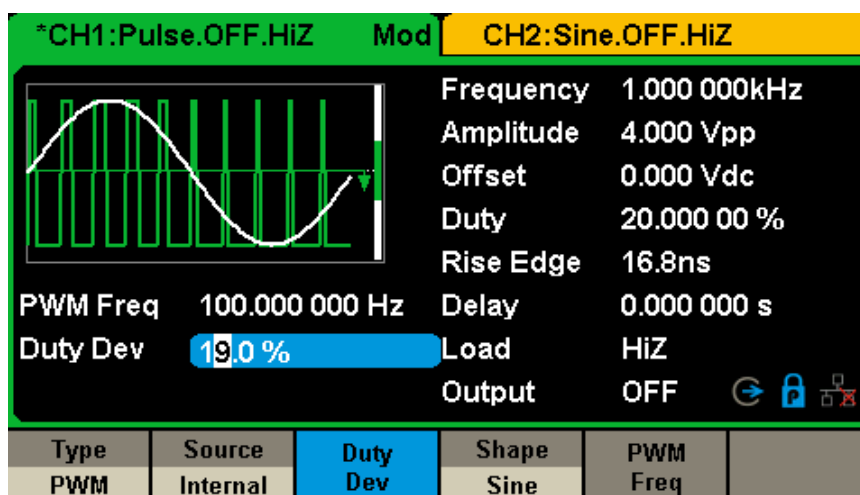 *CH1:Pulse.OFF.HiZ Mod CH2:Sine.OFF.HiZ
Frequency 1.000 000kHz
Amplitude 4.000 Vpp
Offset 0.000 Vdc
Duty 20.000 00 %
Rise Edge 16.8ns
PWM Freq 100.000 000 Hz Delay 0.000 000 s
Duty Dev 19.0 % Load HiZ
Output OFF P
Type Source Duty Shape PWM
PWM Internal Dev Sine Freq